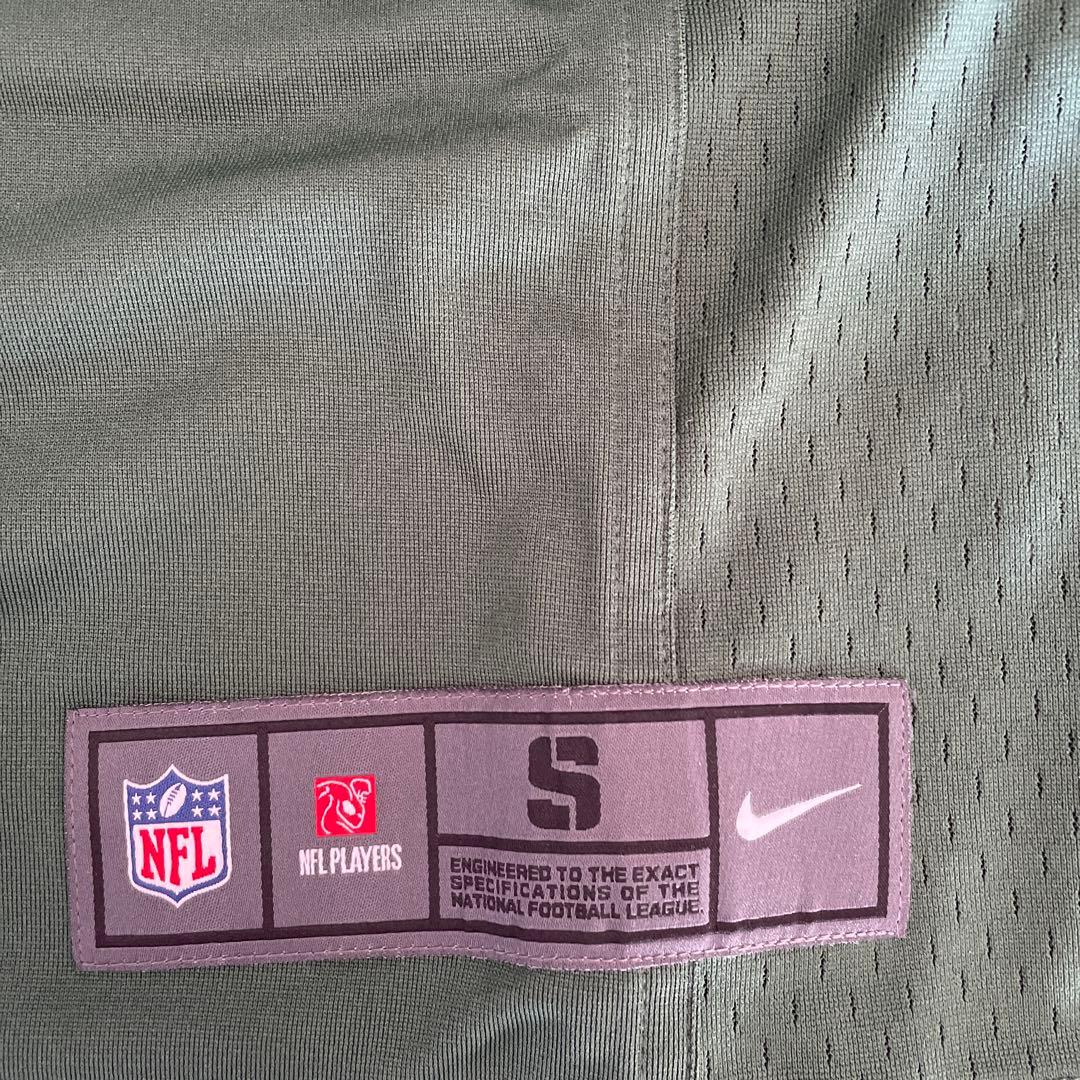 NFL
NFL PLAYERS
S
ENGINEERED TO THE EXACT
SPECIFICATIONS OF THE
NATIONAL FOOTBALL LEAGUE.